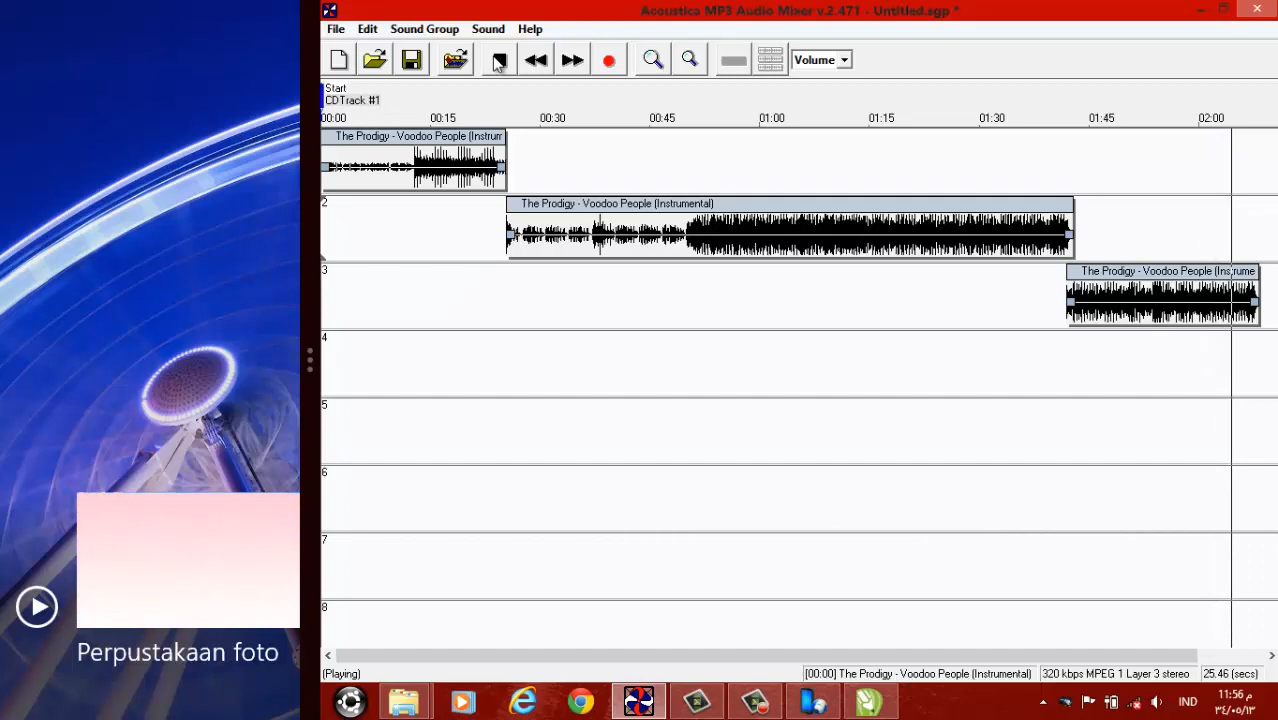 Acoustica MP3 Audio Mixer v.2.471 - Untitled.sgp *
File Edit Sound Group Sound Help
Volume
Start
CDTrack #1
00:00 00:15 00:30 00:45 01:00 01:15 01:30 01:45 02:00
The Prodigy - Voodoo People (Instrum
2
The Prodigy - Voodoo People (Instrumental)
3
The Prodigy - Voodoo People (Instrume
4
5
6
7
8
Perpustakaan foto
(Playing)
[00:00] The Prodigy - Voodoo People (Instrumental)
320 kbps MPEG 1 Layer 3 stereo
25.46 (secs)
IND
11:56 م
٣٤/٠٥/١٣